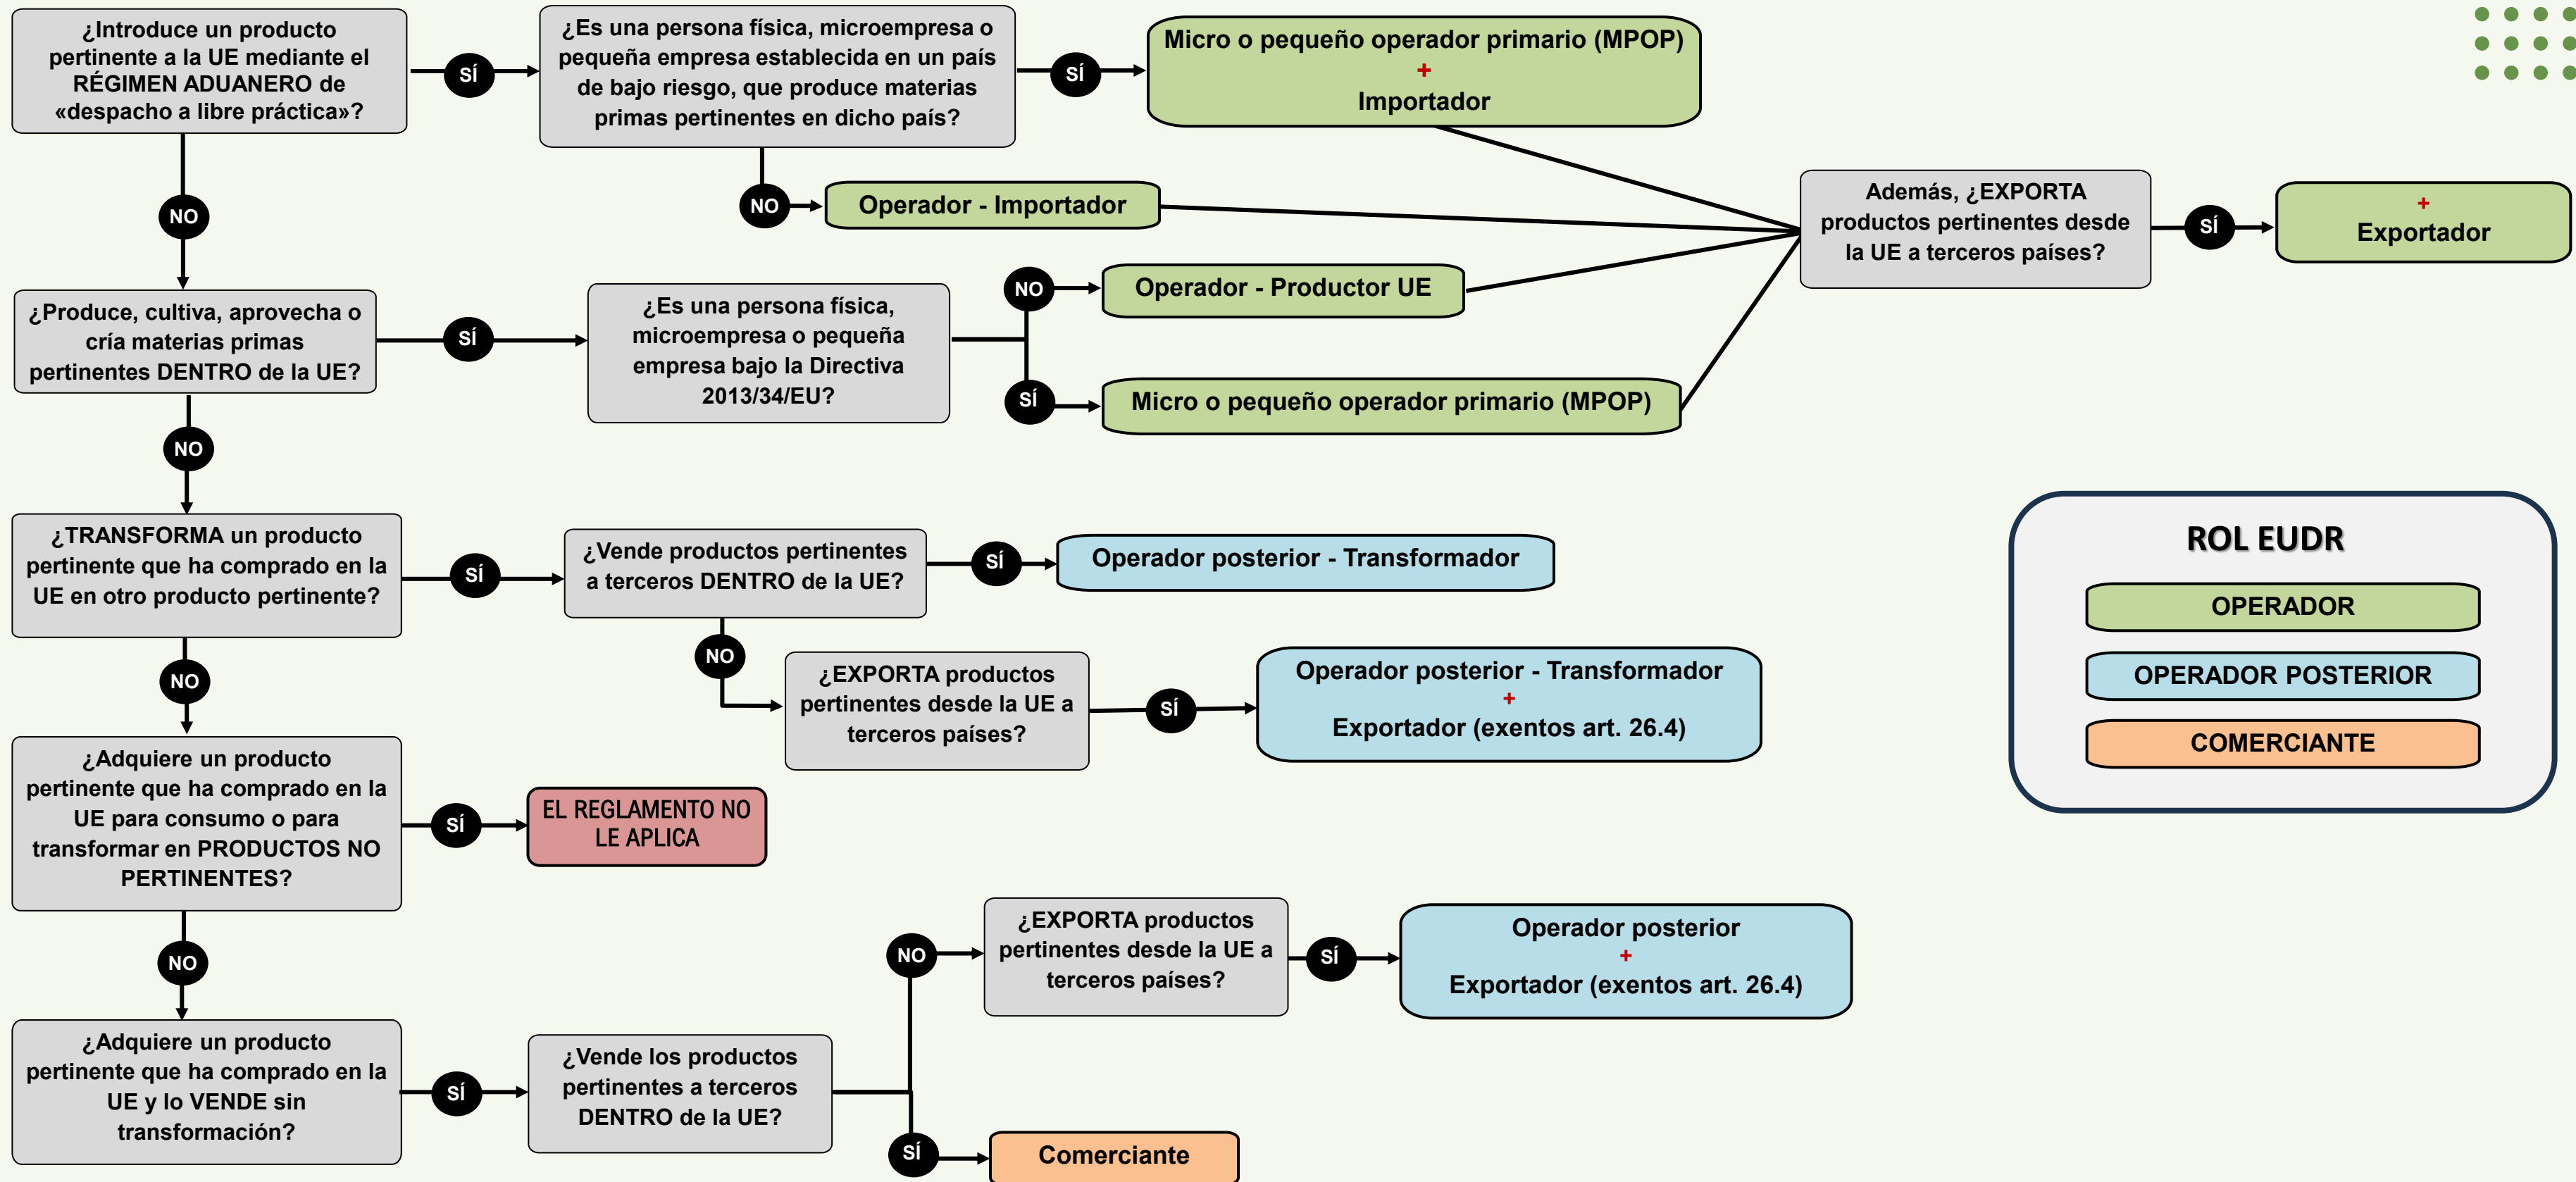 ¿Introduce un producto
pertinente a la UE mediante el
RÉGIMEN ADUANERO de
«despacho a libre práctica»?
SÍ
¿Es una persona física, microempresa o
pequeña empresa establecida en un país
de bajo riesgo, que produce materias
primas pertinentes en dicho país?
SÍ
Micro o pequeño operador primario (MPOP)
+
Importador
NO
NO
Operador - Importador
Además, ¿EXPORTA
productos pertinentes desde
la UE a terceros países?
SÍ
+
Exportador
¿Produce, cultiva, aprovecha o
cría materias primas
pertinentes DENTRO de la UE?
SÍ
¿Es una persona física,
microempresa o pequeña
empresa bajo la Directiva
2013/34/EU?
NO
Operador - Productor UE
SÍ
Micro o pequeño operador primario (MPOP)
NO
¿TRANSFORMA un producto
pertinente que ha comprado en la
UE en otro producto pertinente?
SÍ
¿Vende productos pertinentes
a terceros DENTRO de la UE?
SÍ
Operador posterior - Transformador
NO
¿EXPORTA productos
pertinentes desde la UE a
terceros países?
SÍ
Operador posterior - Transformador
+
Exportador (exentos art. 26.4)
ROL EUDR
OPERADOR
OPERADOR POSTERIOR
COMERCIANTE
NO
¿Adquiere un producto
pertinente que ha comprado en la
UE para consumo o para
transformar en PRODUCTOS NO
PERTINENTES?
SÍ
EL REGLAMENTO NO
LE APLICA
NO
¿Adquiere un producto
pertinente que ha comprado en la
UE y lo VENDE sin
transformación?
SÍ
¿Vende los productos
pertinentes a terceros
DENTRO de la UE?
NO
¿EXPORTA productos
pertinentes desde la UE a
terceros países?
SÍ
Operador posterior
+
Exportador (exentos art. 26.4)
SÍ
Comerciante